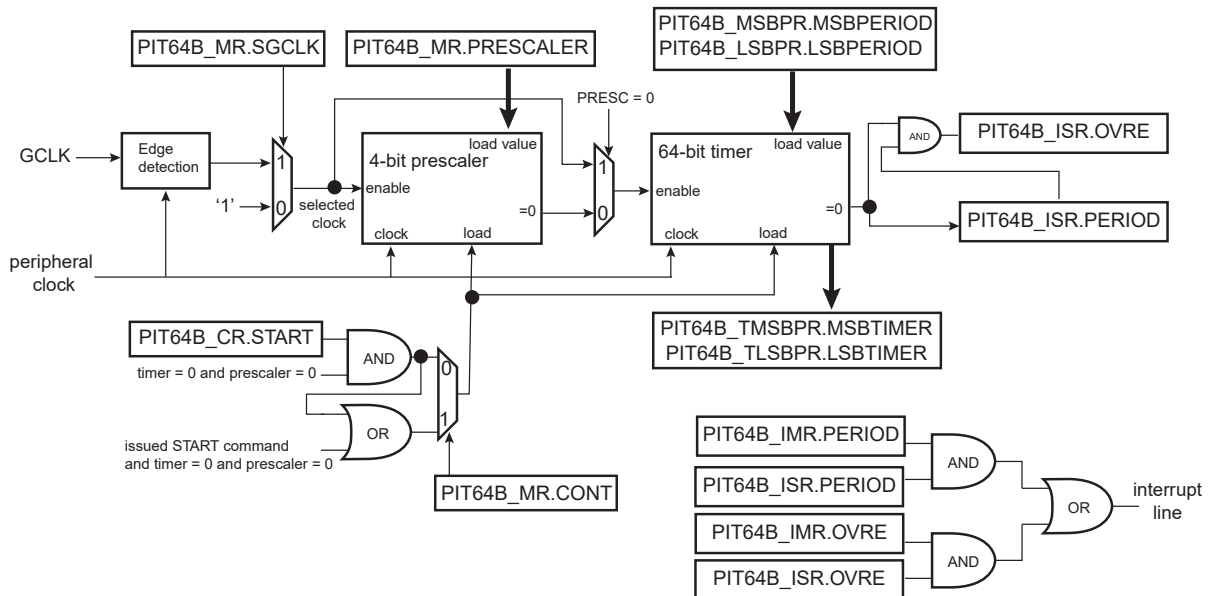 PIT64B_MR.SGCLK
PIT64B_MR.PRESCALER
PIT64B_MSBPR.MSBPERIOD
PIT64B_LSBPR.LSBPERIOD
PRESC = 0
GCLK
Edge
detection
1
0
'1'
selected
clock
load value
4-bit prescaler
enable
=0
clock
load
1
0
load value
64-bit timer
enable
=0
clock
load
AND
PIT64B_ISR.OVRE
PIT64B_ISR.PERIOD
peripheral
clock
PIT64B_CR.START
timer = 0 and prescaler = 0
AND
OR
issued START command
and timer = 0 and prescaler = 0
0
1
PIT64B_MR.CONT
PIT64B_TMSBPR.MSBTIMER
PIT64B_TLSBPR.LSBTIMER
PIT64B_IMR.PERIOD
PIT64B_ISR.PERIOD
AND
PIT64B_IMR.OVRE
PIT64B_ISR.OVRE
AND
OR
interrupt
line